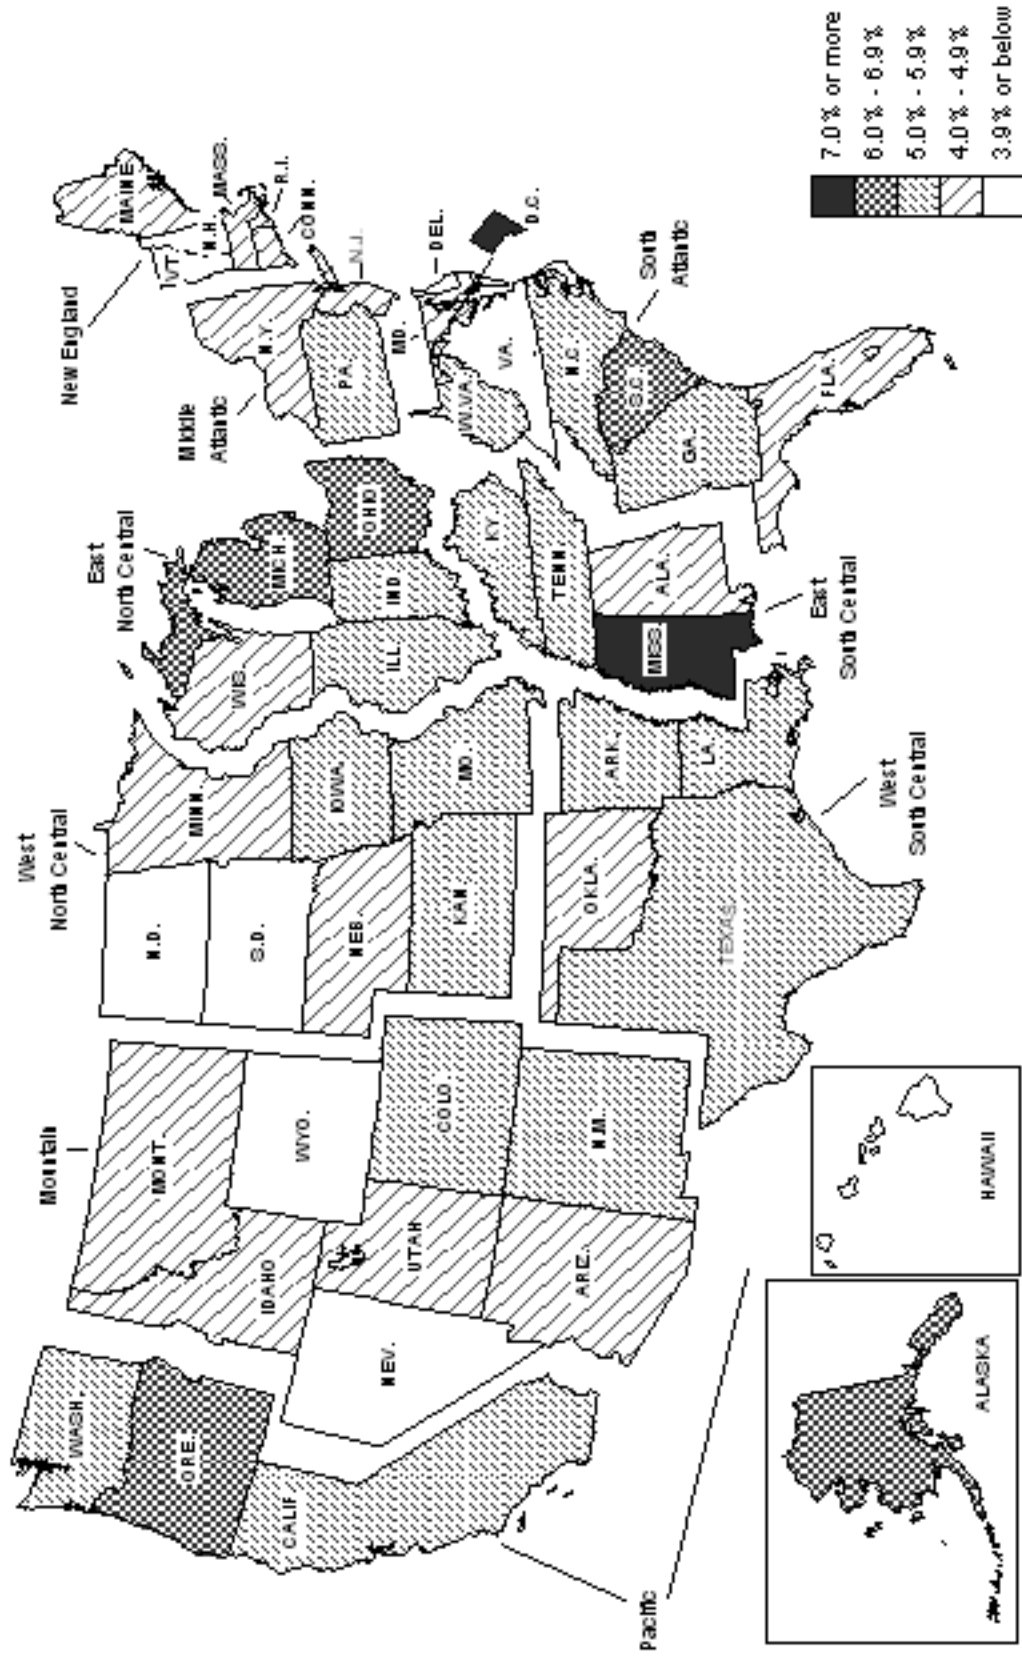 New England
Middle
Atlantic
East
North Central
West
North Central
Mountain
Pacific
West
South Central
East
South Central
South
Atlantic
WASH.
ORE.
CALIF
NEV.
IDAHO
MONT.
WYO.
UTAH
COLO
ARIZ.
N.M.
N.D.
S.D.
NEB.
KAN.
MINN.
IOWA
MO.
OKLA.
TEXAS
ARK.
LA.
WIS.
MICH.
ILL.
IND.
OHIO
KY.
TENN.
MISS.
ALA.
N.Y.
PA.
N.J.
MAINE
VT.
N.H.
MASS.
R.I.
CONN.
MD.
DEL.
D.C.
W.VA.
VA.
N.C.
S.C.
GA.
FLA.
ALASKA
HAWAII
7.0% or more
6.0% - 6.9%
5.0% - 5.9%
4.0% - 4.9%
3.9% or below